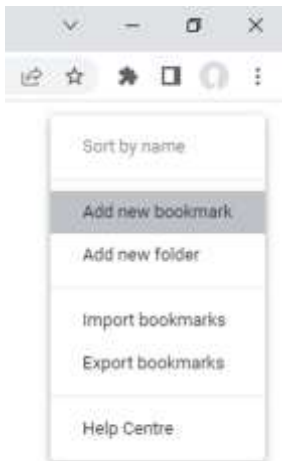 Sort by name
Add new bookmark
Add new folder
Import bookmarks
Export bookmarks
Help Centre